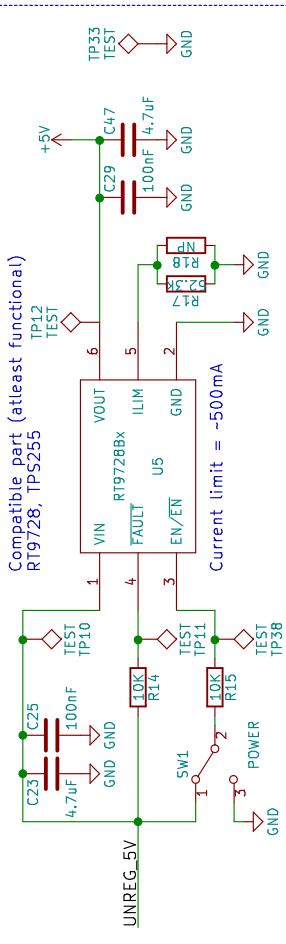 TP33
TEST
GND
+5V
C47
4.7uF
GND
C29
100nF
GND
NP
R18
62.3K
R17
GND
GND
TP12
TEST
6
5
2
VOUT
ILIM
GND
RT9728Bx
U5
VIN
FAULT
EN/EN
1
4
3
Compatible part (atleast functional)
RT9728, TPS255
Current limit = ~500mA
TEST
TP10
TEST
TP11
TEST
TP38
C25
100nF
GND
C23
4.7uF
GND
10K
R14
10K
R15
SW1
2
1
3
POWER
GND
UNREG_5V